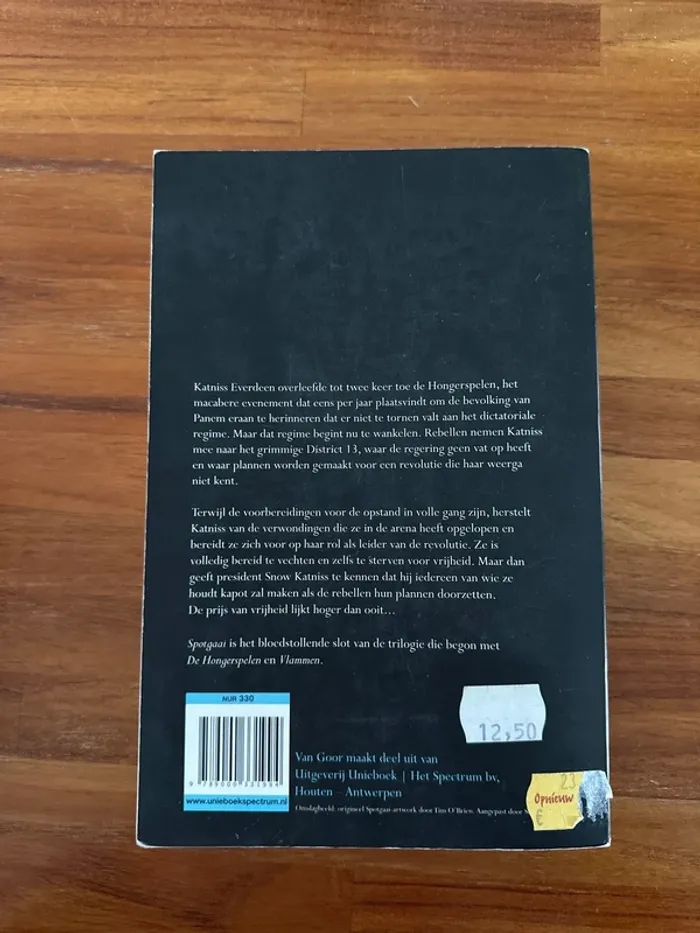 Katniss Everdeen overleefde tot twee keer toe de Hongerspelen, het
macabere evenement dat eens per jaar plaatsvindt om de bevolking van
Panem eraan te herinneren dat er niet te tornen valt aan het dictatoriale
regime. Maar dat regime begint nu te wankelen. Rebellen nemen Katniss
mee naar het grimmige District 13, waar de regering geen vat op heeft
en waar plannen worden gemaakt voor een revolutie die haar weerga
niet kent.
Terwijl de voorbereidingen voor de opstand in volle gang zijn, herstelt
Katniss van de verwondingen die ze in de arena heeft opgelopen en
bereidt ze zich voor op haar rol als leider van de revolutie. Ze is
volledig bereid te vechten en zelfs te sterven voor vrijheid. Maar dan
geeft president Snow Katniss te kennen dat hij iedereen van wie ze
houdt kapot zal maken als de rebellen hun plannen doorzetten.
De prijs van vrijheid lijkt hoger dan ooit...
Spotgaai is het bloedstollende slot van de trilogie die begon met
De Hongerspelen en Vlammen.
NUR 330
www.unieboekspectrum.nl
12,50
Van Goor maakt deel uit van
Uitgeverij Unieboek | Het Spectrum bv,
Houten – Antwerpen
Omslagbeeld: origineel Spotgaai-artwork door Tim O'Brien. Aangepast door
23
Opnieuw
€